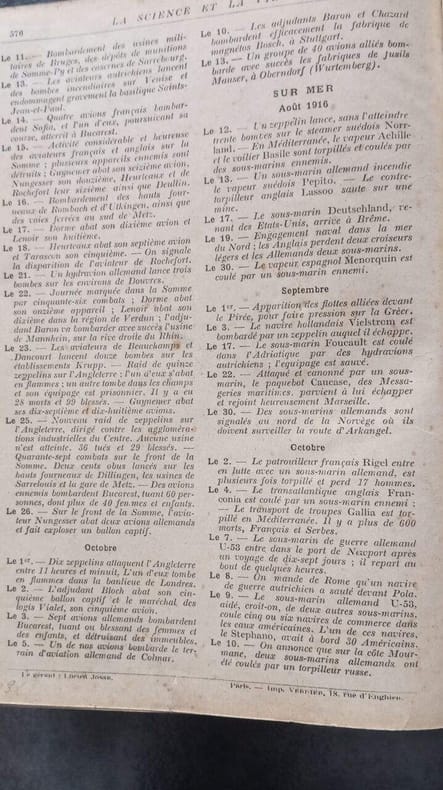 576
LA SCIENCE ET LA
Le 11. — Bombardement des usines mili-
taires de Bruges, des dépôts de munitions
de Somme-Py et des casernes de Sarrebourg.
Le 13. — Les aviateurs autrichiens lancent
des bombes incendiaires sur Venise et
endommagent gravement la basilique Saints-
Jean-et-Paul.
Le 14. — Quatre avions français bombar-
dent Sofia, et l'un d'eux, poursuivant sa
course, atterrit à Bucarest.
Le 15. — Activité considérable et heureuse
des aviateurs français et anglais sur la
Somme ; plusieurs appareils ennemis sont
détruits ; Guynemer abat son seizième avion,
Nungesser son douzième, Heurteaux et de
Rochefort leur sixième ainsi que Deullin.
Le 16. — Bombardement des hauts four-
neaux de Rombach et d'Uckingen, ainsi que
des voies ferrées au sud de Metz.
Le 17. — Dorme abat son dixième avion et
Lenoir son huitième.
Le 18. — Heurteaux abat son septième avion
et Tarascon son cinquième. — On signale
la disparition de l'aviateur de Rochefort.
Le 21. — Un hydravion allemand lance trois
bombes sur les environs de Douvres.
Le 22. — Journée marquée dans la Somme
par cinquante-six combats ; Dorme abat
son onzième appareil ; Lenoir abat son
dixième dans la région de Verdun ; l'adju-
dant Baron va bombarder avec succès l'usine
de Mannheim, sur la rive droite du Rhin.
Le 23. — Les aviateurs de Beauchamps et
Daucourt lancent douze bombes sur les
établissements Krupp. — Raid de quinze
zeppelins sur l'Angleterre : l'un d'eux s'abat
en flammes ; un autre tombe dans les champs
et son équipage est prisonnier. Il y a eu
28 morts et 99 blessés. — Guynemer abat
ses dix-septième et dix-huitième avions.
Le 25. — Nouveau raid de zeppelins sur
l'Angleterre, dirigé contre les aggloméra-
tions industrielles du Centre. Aucune usine
n'est atteinte. 36 tués et 29 blessés. —
Quarante-sept combats sur le front de la
Somme. Deux cents obus lancés sur les
hauts fourneaux de Dillingen, les usines de
Sarrelouis et la gare de Metz. — Des avions
ennemis bombardent Bucarest, tuant 60 per-
sonnes, dont plus de 40 femmes et enfants.
Le 26. — Sur le front de la Somme, l'avia-
teur Nungesser abat deux avions allemands
et fait exploser un ballon captif.
Octobre
Le 1er. — Dix zeppelins attaquent l'Angleterre
entre 11 heures et minuit. L'un d'eux tombe
en flammes dans la banlieue de Londres.
Le 2. — L'adjudant Bloch abat son cin-
quième ballon captif et le maréchal des
logis Vialet, son cinquième avion.
Le 3. — Sept avions allemands bombardent
Bucarest, tuant ou blessant des femmes et
des enfants, et détruisant des immeubles.
Le 5. — Un de nos avions bombarde le ter-
rain d'aviation allemand de Colmar.
Le 10. — Les adjudants Baron et Chazard
bombardent efficacement la fabrique de
magnétos Bosch, à Stuttgart.
Le 13. — Un groupe de 40 avions alliés bom-
barde avec succès les fabriques de fusils
Mauser, à Oberndorf (Wurtemberg).
SUR MER
Août 1916
Le 12. — Un zeppelin lance, sans l'atteindre
trente bombes sur le steamer suédois Norr-
land. — En Méditerranée, le vapeur Achille
et le voilier Basile sont torpillés et coulés par
des sous-marins ennemis.
Le 13. — Un sous-marin allemand incendie
le vapeur suédois Pepito. — Le contre-
torpilleur anglais Lassoo saute sur une
mine.
Le 17. — Le sous-marin Deutschland, re-
nant des Etats-Unis, arrive à Brême.
Le 19. — Engagement naval dans la mer
du Nord ; les Anglais perdent deux croiseurs
légers et les Allemands deux sous-marins.
Le 30. — Le vapeur espagnol Menorquin est
coulé par un sous-marin ennemi.
Septembre
Le 1er. — Apparition des flottes alliées devant
le Pirée, pour faire pression sur la Grèce.
Le 3. — Le navire hollandais Vielstrom est
bombardé par un zeppelin auquel il échappe.
Le 17. — Le sous-marin Foucault est coulé
dans l'Adriatique par des hydravions
autrichiens ; l'équipage est sauvé.
Le 22. — Attaqué et canonné par un sous-
marin, le paquebot Caucase, des Messa-
geries maritimes, parvient à lui échapper
et rejoint heureusement Marseille.
Le 30. — Des sous-marins allemands sont
signalés au nord de la Norvège où ils
doivent surveiller la route d'Arkangel.
Octobre
Le 2. — Le patrouilleur français Rigel entre
en lutte avec un sous-marin allemand, est
plusieurs fois torpillé et perd 17 hommes.
Le 4. — Le transatlantique anglais Fran-
conia est coulé par un sous-marin ennemi ;
— Le transport de troupes Gallia est tor-
pillé en Méditerranée. Il y a plus de 600
morts, Français et Serbes.
Le 7. — Le sous-marin de guerre allemand
U-53 entre dans le port de Newport après
un voyage de dix-sept jours ; il repart au
bout de quelques heures.
Le 8. — On mande de Rome qu'un navire
de guerre autrichien a sauté devant Pola.
Le 9. — Le sous-marin allemand U-53,
aidé, croit-on, de deux autres sous-marins,
coule cinq ou six navires de commerce dans
les eaux américaines. L'un de ces navires,
le Stephano, avait à bord 30 Américains.
Le 10. — On annonce que sur la côte Mour-
mane, deux sous-marins allemands ont
été coulés par un torpilleur russe.
Le gérant : Lucien Josse.
Paris. — Imp. 18, rue d'Enghien.